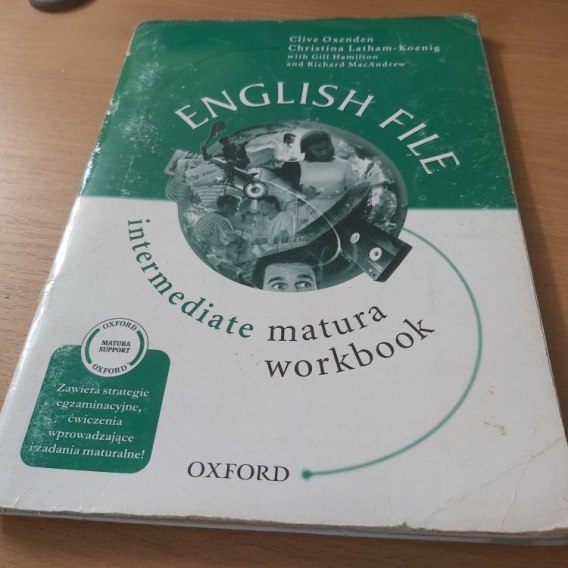 Clive Oxenden
Christina Latham-Koenig
with Gill Hamilton
and Richard MacAndrew
ENGLISH FILE
intermediate matura
workbook
OXFORD
MATURA
SUPPORT
OXFORD
Zawiera strategie
egzaminacyjne,
ćwiczenia
wprowadzające
i zadania maturalne!
OXFORD